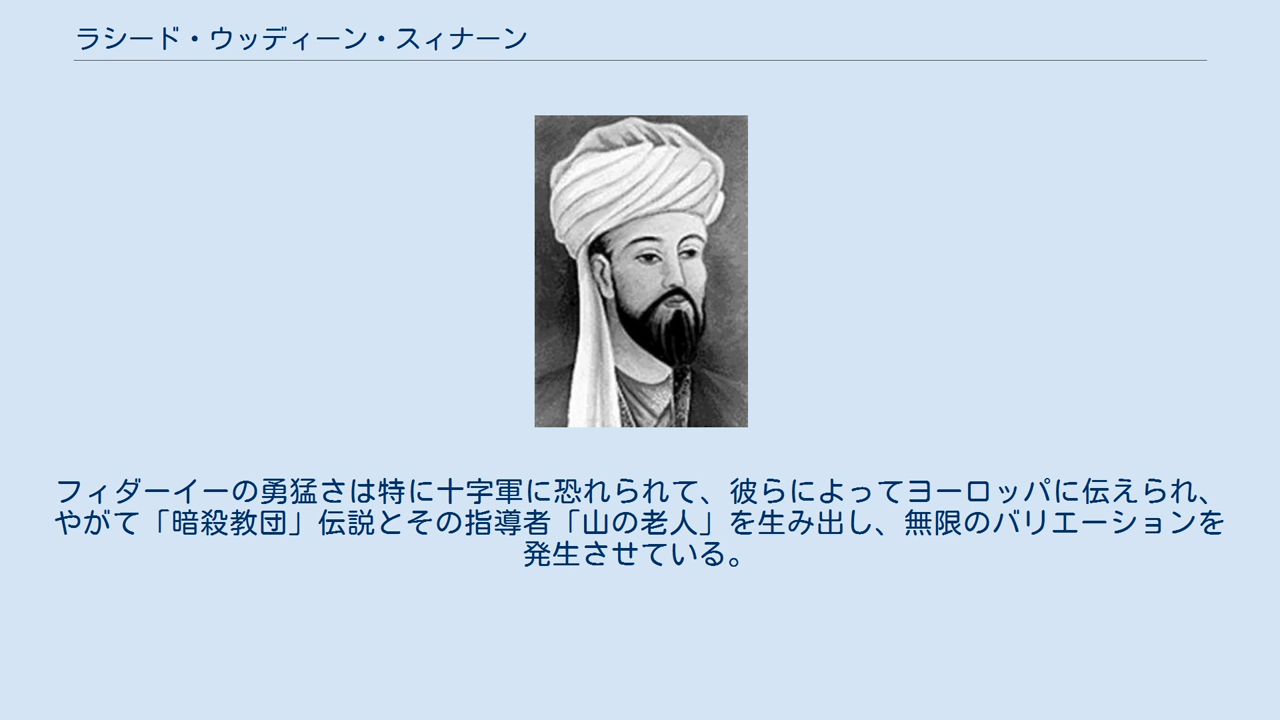 ラシード・ウッディーン・スィナーン
フィダーイーの勇猛さは特に十字軍に恐れられて、彼らによってヨーロッパに伝えられ、
やがて「暗殺教団」伝説とその指導者「山の老人」を生み出し、無限のバリエーションを
発生させている。